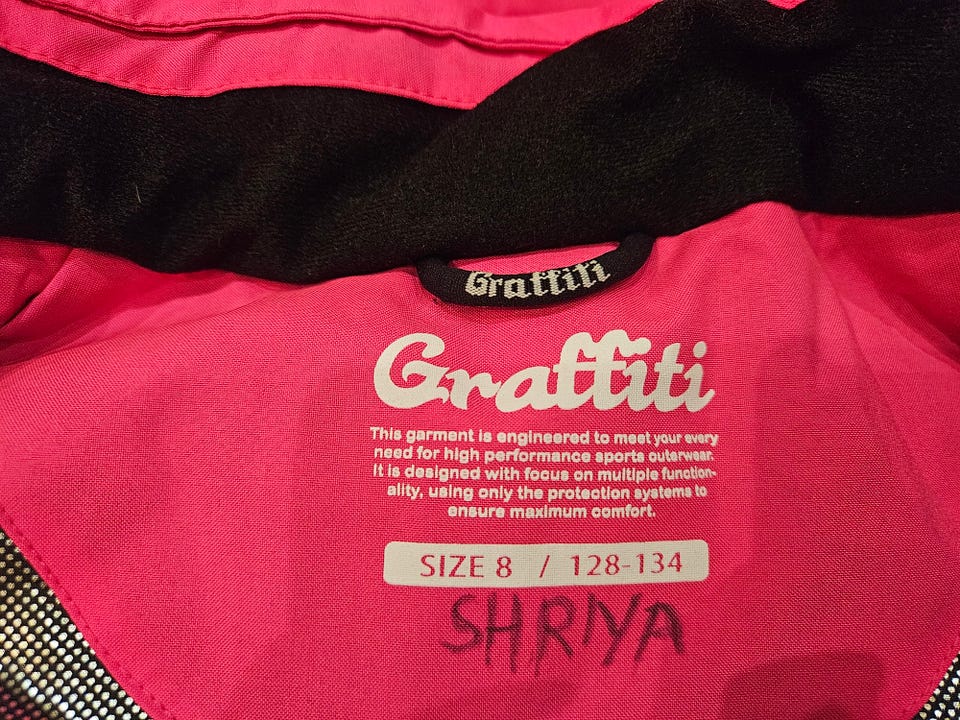 Graffiti
Graffiti
This garment is engineered to meet your every
need for high performance sports outerwear.
It is designed with focus on multiple function-
ality, using only the protection systems to
ensure maximum comfort.
SIZE 8 / 128-134
SHRIYA